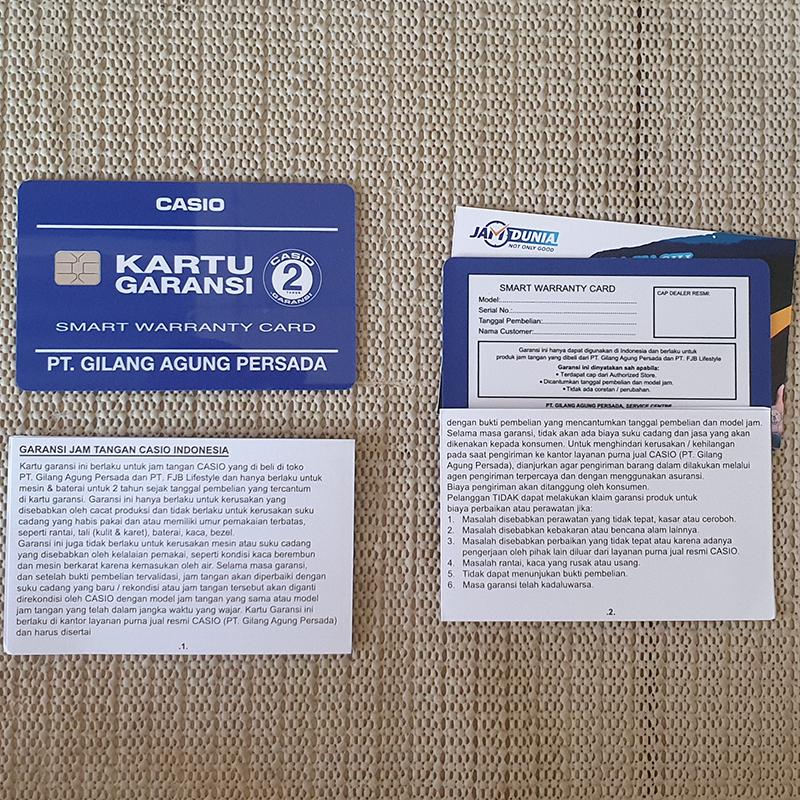 CASIO
KARTU
GARANSI
CASIO
2
TAHUN
GARANSI
SMART WARRANTY CARD
PT. GILANG AGUNG PERSADA
GARANSI JAM TANGAN CASIO INDONESIA
Kartu garansi ini berlaku untuk jam tangan CASIO yang di beli di toko
PT. Gilang Agung Persada dan PT. FJB Lifestyle dan hanya berlaku untuk
mesin & baterai untuk 2 tahun sejak tanggal pembelian yang tercantum
di kartu garansi. Garansi ini hanya berlaku untuk kerusakan yang
disebabkan oleh cacat produksi dan tidak berlaku untuk kerusakan suku
cadang yang habis pakai dan atau memiliki umur pemakaian terbatas,
seperti rantai, tali (kulit & karet), baterai, kaca, bezel.
Garansi ini juga tidak berlaku untuk kerusakan mesin atau suku cadang
yang disebabkan oleh kelalaian pemakai, seperti kondisi kaca berembun
dan mesin berkarat karena kemasukan oleh air. Selama masa garansi,
dan setelah bukti pembelian tervalidasi, jam tangan akan diperbaiki dengan
suku cadang yang baru / rekondisi atau jam tangan tersebut akan diganti
direkondisi oleh CASIO dengan model jam tangan yang sama atau model
jam tangan yang telah dalam jangka waktu yang wajar. Kartu Garansi ini
berlaku di kantor layanan purna jual resmi CASIO (PT. Gilang Agung Persada)
dan harus disertai
.1.
JAM DUNIA
NOT ONLY GOOD
SMART WARRANTY CARD
Model:
Serial No.:
Tanggal Pembelian:
Nama Customer:
CAP DEALER RESMI:
Garansi ini hanya dapat digunakan di Indonesia dan berlaku untuk
produk jam tangan yang dibeli dari PT. Gilang Agung Persada dan PT. FJB Lifestyle
Garansi ini dinyatakan sah apabila:
• Terdapat cap dari Authorized Store.
• Dicantumkan tanggal pembelian dan model jam.
• Tidak ada coretan / perubahan.
PT. GILANG AGUNG PERSADA, SERVICE CENTRE
dengan bukti pembelian yang mencantumkan tanggal pembelian dan model jam.
Selama masa garansi, tidak akan ada biaya suku cadang dan jasa yang akan
dikenakan kepada konsumen. Untuk menghindari kerusakan / kehilangan
pada saat pengiriman ke kantor layanan purna jual CASIO (PT. Gilang
Agung Persada), dianjurkan agar pengiriman barang dalam dilakukan melalui
agen pengiriman terpercaya dan dengan menggunakan asuransi.
Biaya pengiriman akan ditanggung oleh konsumen.
Pelanggan TIDAK dapat melakukan klaim garansi produk untuk
biaya perbaikan atau perawatan jika:
1. Masalah disebabkan perawatan yang tidak tepat, kasar atau ceroboh.
2. Masalah disebabkan kebakaran atau bencana alam lainnya.
3. Masalah disebabkan perbaikan yang tidak tepat atau karena adanya
pengerjaan oleh pihak lain diluar dari layanan purna jual resmi CASIO.
4. Masalah rantai, kaca yang rusak atau usang.
5. Tidak dapat menunjukan bukti pembelian.
6. Masa garansi telah kadaluwarsa.
.2.